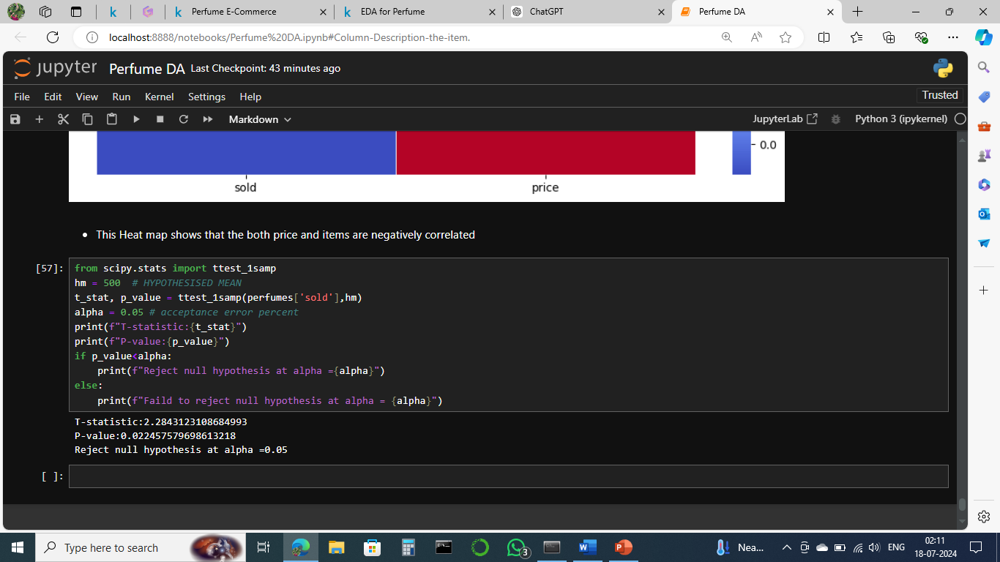 Perfume E-Commerce
EDA for Perfume
ChatGPT
Perfume DA
localhost:8888/notebooks/Perfume%20DA.ipynb#Column-Description-the-item.
jupyter Perfume DA Last Checkpoint: 43 minutes ago
File Edit View Run Kernel Settings Help
Trusted
Markdown
JupyterLab
Python 3 (ipykernel)
0.0
sold price
• This Heat map shows that the both price and items are negatively correlated
[57]:
from scipy.stats import ttest_1samp
hm = 500  # HYPOTHESISED MEAN
t_stat, p_value = ttest_1samp(perfumes['sold'],hm)
alpha = 0.05 # acceptance error percent
print(f"T-statistic:{t_stat}")
print(f"P-value:{p_value}")
if p_value<alpha:
    print(f"Reject null hypothesis at alpha ={alpha}")
else:
    print(f"Faild to reject null hypothesis at alpha = {alpha}")
T-statistic:2.2843123108684993
P-value:0.022457579698613218
Reject null hypothesis at alpha =0.05
[ ]:
Type here to search
3
Nea...
ENG
02:11
18-07-2024